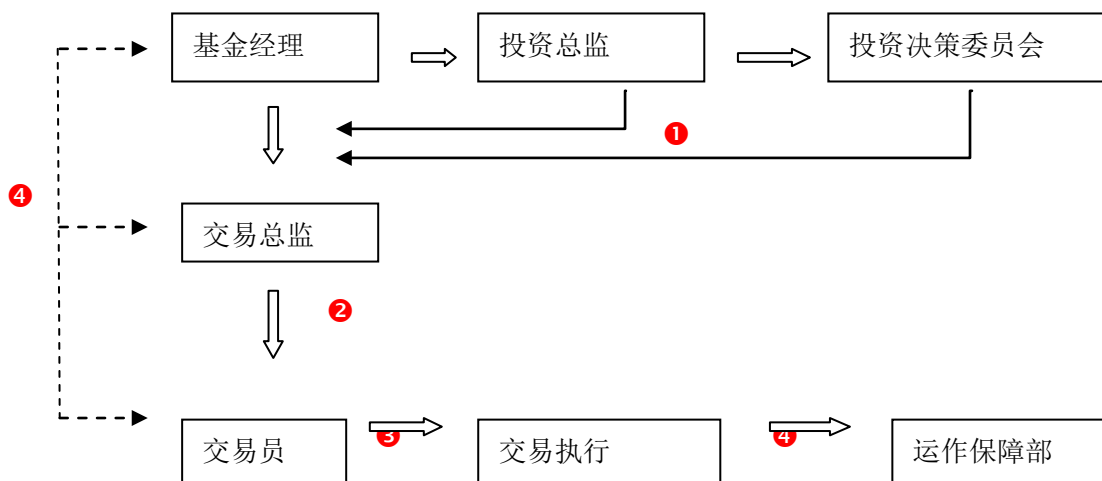 基金经理
投资总监
投资决策委员会
❶
❹
交易总监
❷
交易员
❸
交易执行
❹
运作保障部